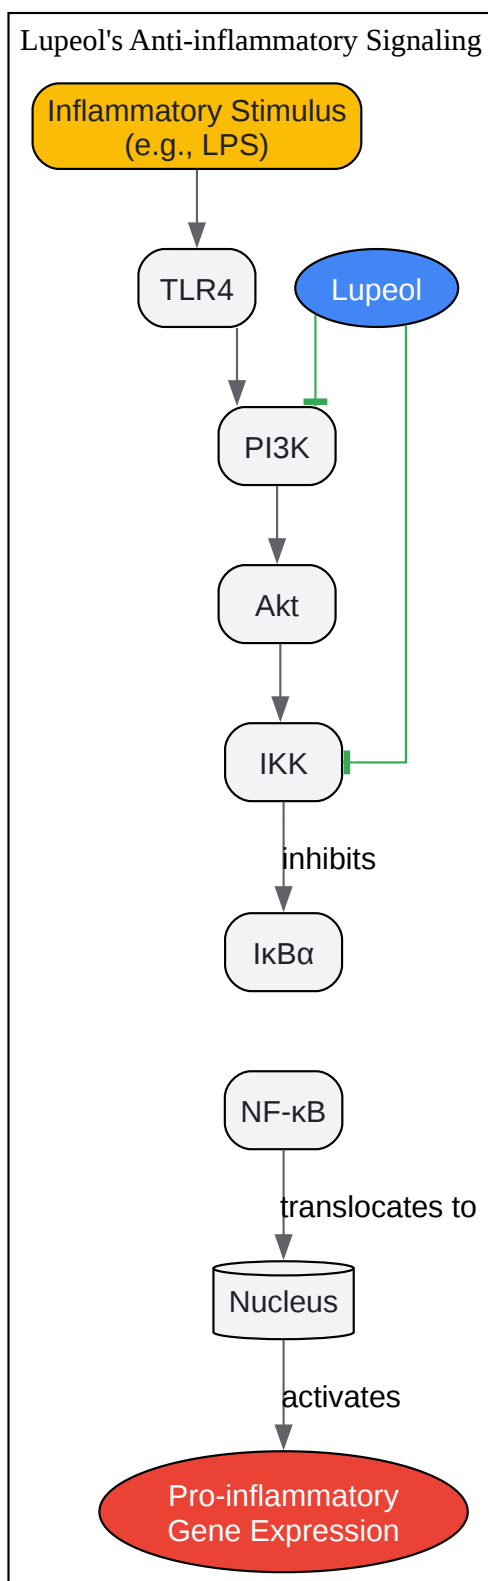 Lupeol's Anti-inflammatory Signaling
Inflammatory Stimulus
(e.g., LPS)
TLR4
Lupeol
PI3K
Akt
IKK
inhibits
IκBα
NF-κB
translocates to
Nucleus
activates
Pro-inflammatory
Gene Expression